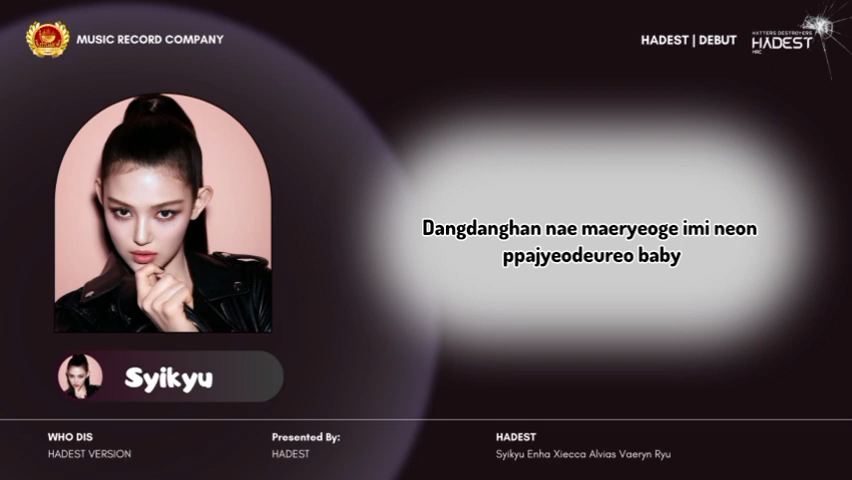 MUSIC RECORD COMPANY
HADEST | DEBUT
HATTERS DESTROYERS
HADEST
MRC
Dangdanghan nae maeryeoge imi neon
ppajyeodeureo baby
Syikyu
WHO DIS
HADEST VERSION
Presented By:
HADEST
HADEST
Syikyu Enha Xiecca Alvias Vaeryn Ryu